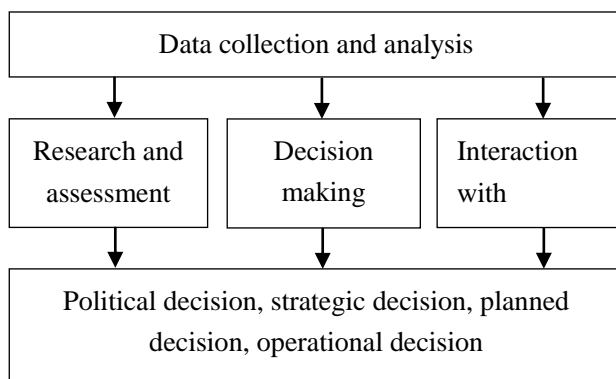 Data collection and analysis
Research and
assessment
Decision
making
Interaction
with
Political decision, strategic decision, planned
decision, operational decision